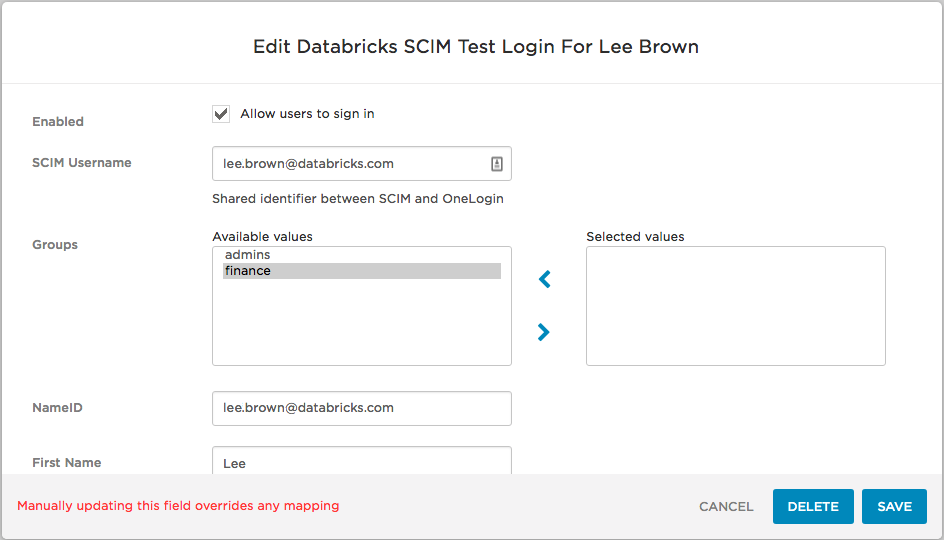 Edit Databricks SCIM Test Login For Lee Brown
Enabled
Allow users to sign in
SCIM Username
lee.brown@databricks.com
Shared identifier between SCIM and OneLogin
Groups
Available values
Selected values
admins
finance
NameID
lee.brown@databricks.com
First Name
Lee
Manually updating this field overrides any mapping
CANCEL
DELETE
SAVE